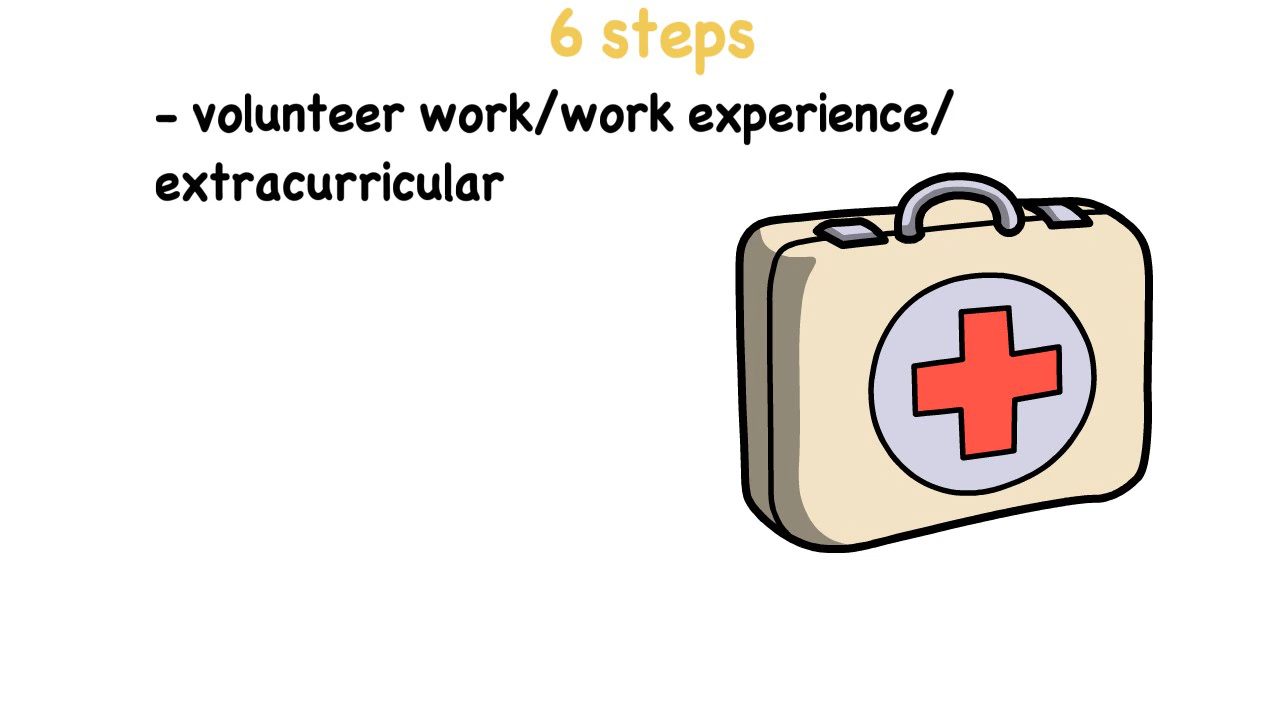 6 steps
- volunteer work/work experience/
extracurricular